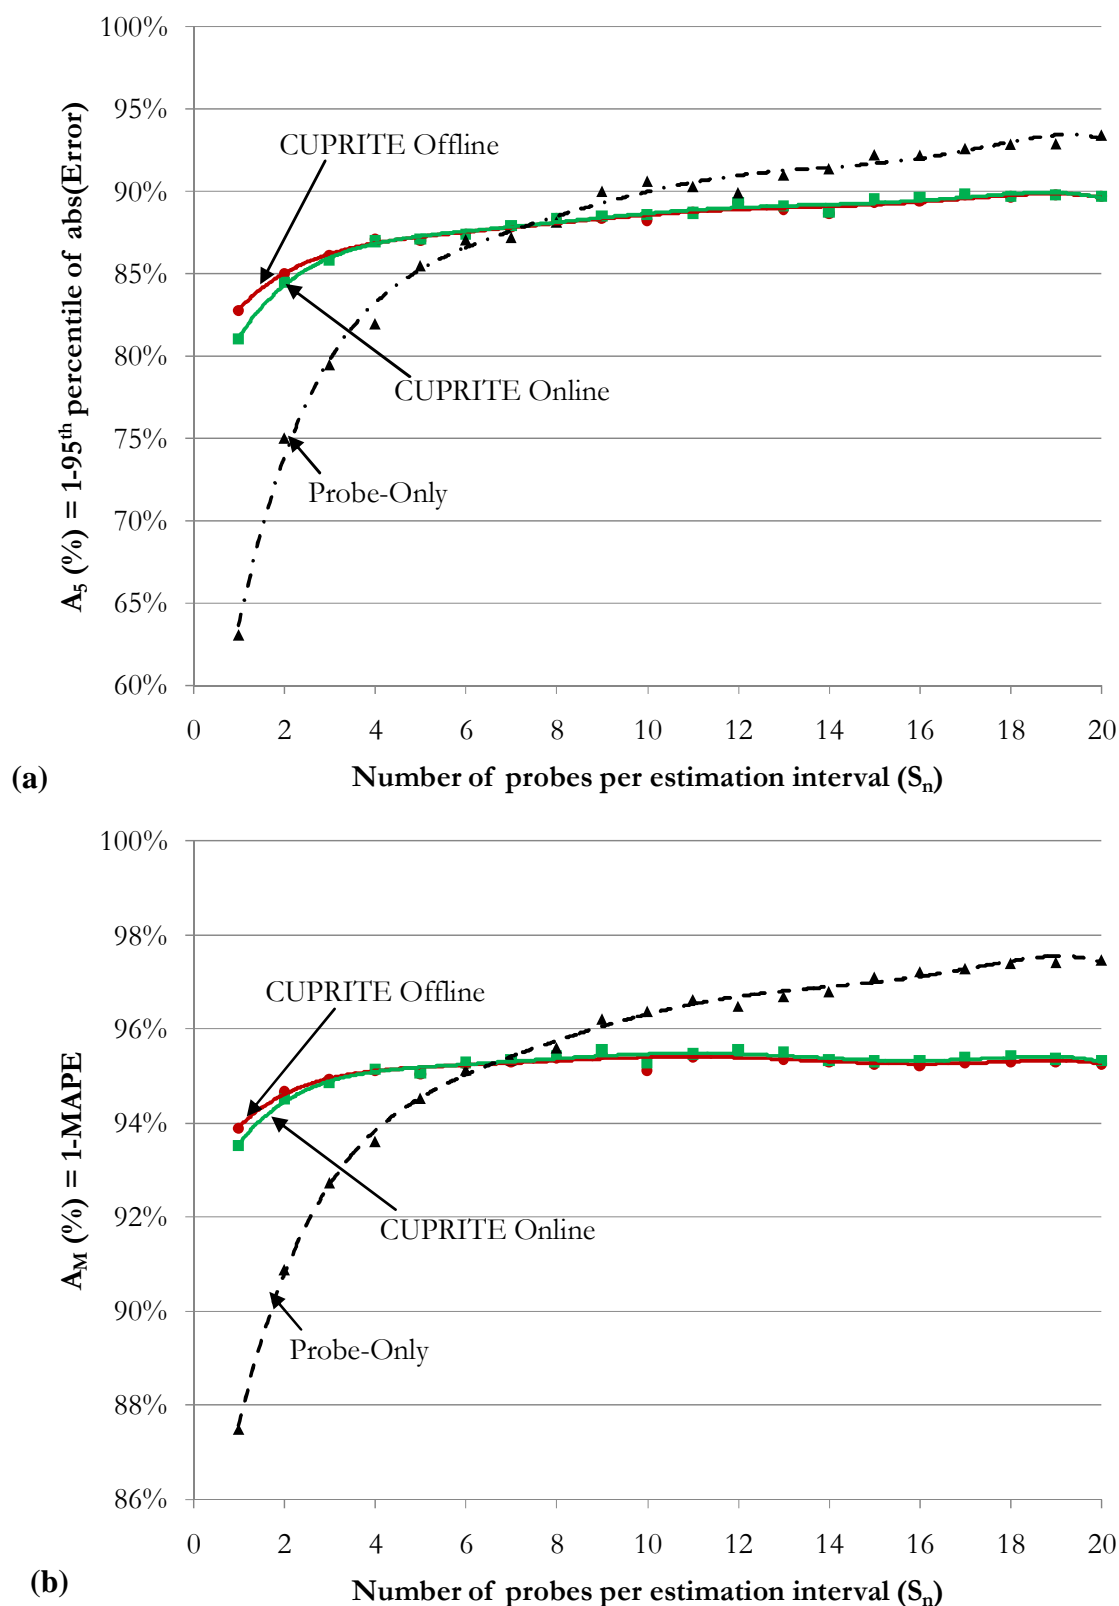 100%
95%
90%
85%
80%
75%
70%
65%
60%
A5 (%) = 1-95th percentile of abs(Error)
CUPRITE Offline
CUPRITE Online
Probe-Only
0 2 4 6 8 10 12 14 16 18 20
(a)
Number of probes per estimation interval (Sn)
100%
98%
96%
94%
92%
90%
88%
86%
AM (%) = 1-MAPE
CUPRITE Offline
CUPRITE Online
Probe-Only
0 2 4 6 8 10 12 14 16 18 20
(b)
Number of probes per estimation interval (Sn)